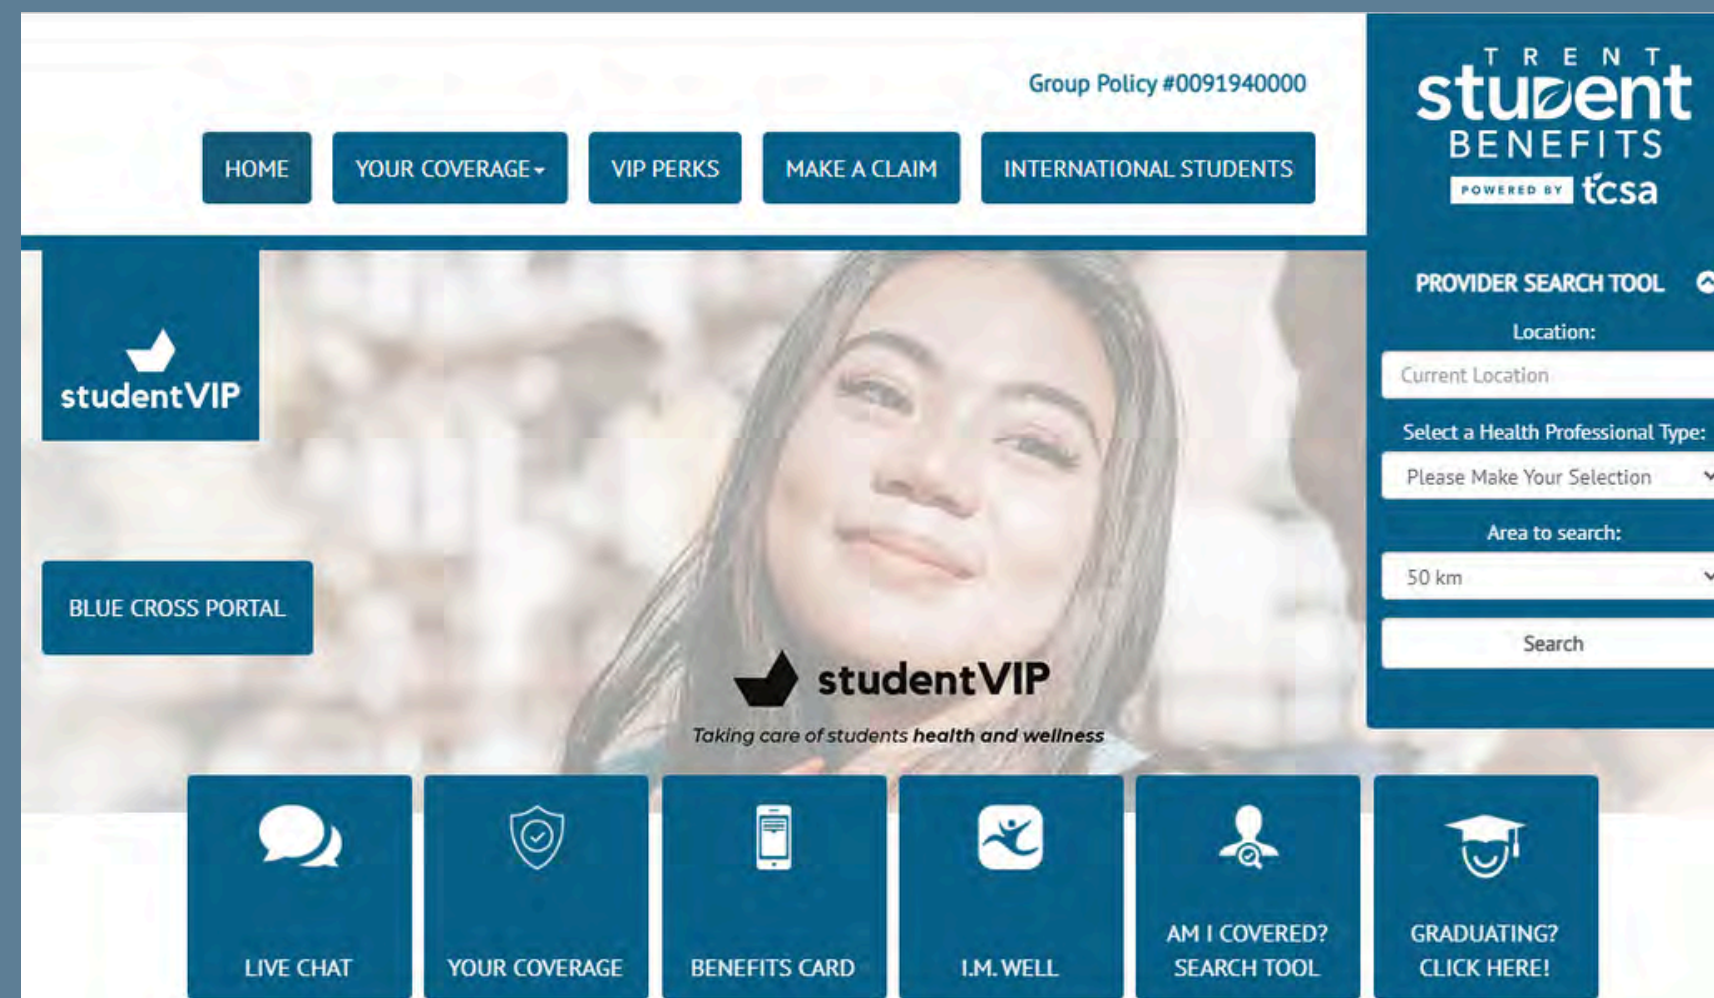 Group Policy #0091940000
HOME
YOUR COVERAGE
VIP PERKS
MAKE A CLAIM
INTERNATIONAL STUDENTS
TRENT
student
BENEFITS
POWERED BY tcsa
PROVIDER SEARCH TOOL
Location:
Current Location
Select a Health Professional Type:
Please Make Your Selection
Area to search:
50 km
Search
studentVIP
BLUE CROSS PORTAL
studentVIP
Taking care of students health and wellness
LIVE CHAT
YOUR COVERAGE
BENEFITS CARD
I.M. WELL
AM I COVERED?
SEARCH TOOL
GRADUATING?
CLICK HERE!